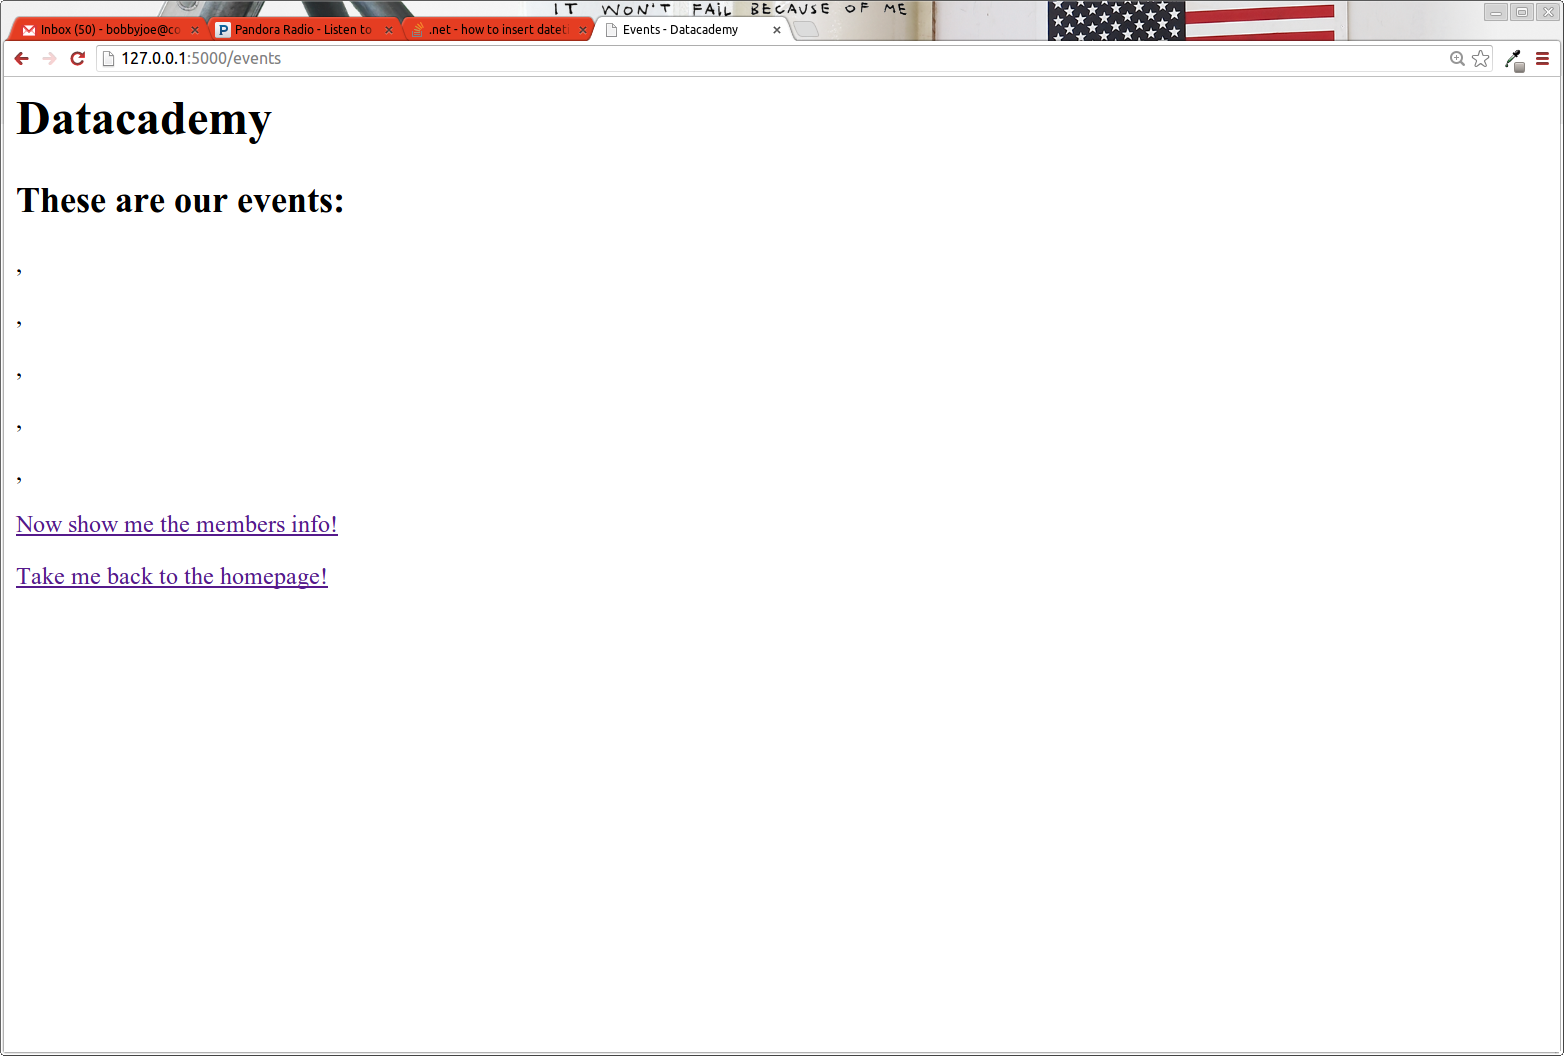 IT WON'T FAIL BECAUSE OF ME
Inbox (50) - bobbyjoe@co
Pandora Radio - Listen to
.net - how to insert dateti
Events - Datacademy
127.0.0.1:5000/events
Datacademy
These are our events:
,
,
,
,
,
Now show me the members info!
Take me back to the homepage!